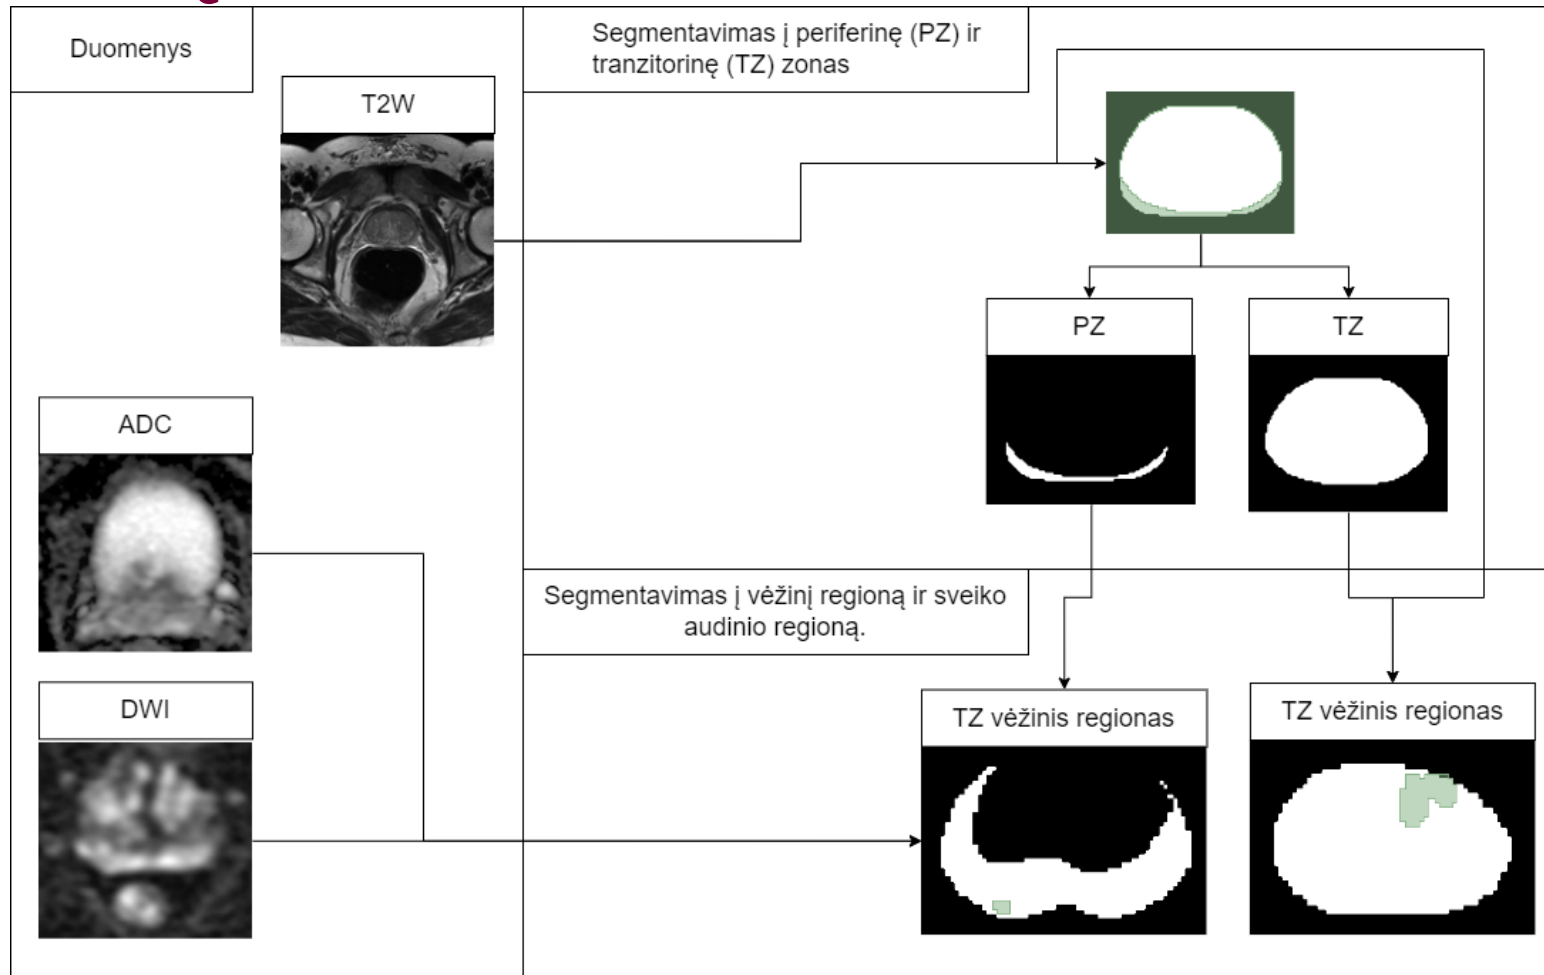 Duomenys
Segmentavimas į periferinę (PZ) ir
tranzitorinę (TZ) zonas
T2W
PZ
TZ
ADC
Segmentavimas į vėžinį regioną ir sveiko
audinio regioną.
DWI
TZ vėžinis regionas
TZ vėžinis regionas